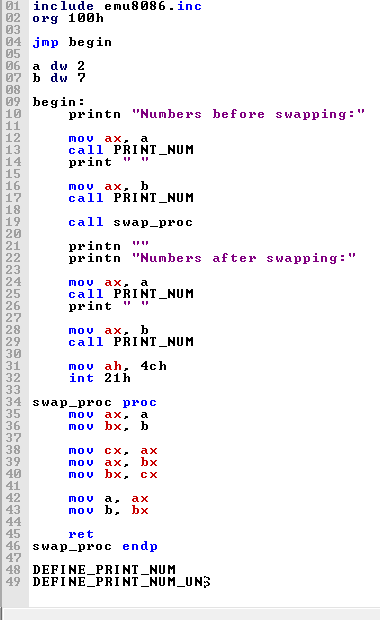 01 include emu8086.inc
02 org 100h
03
04 jmp begin
05
06 a dw 2
07 b dw 7
08
09 begin:
10 printn "Numbers before swapping:"
11
12 mov ax, a
13 call PRINT_NUM
14 print " "
15
16 mov ax, b
17 call PRINT_NUM
18
19 call swap_proc
20
21 printn ""
22 printn "Numbers after swapping:"
23
24 mov ax, a
25 call PRINT_NUM
26 print " "
27
28 mov ax, b
29 call PRINT_NUM
30
31 mov ah, 4ch
32 int 21h
33
34 swap_proc proc
35 mov ax, a
36 mov bx, b
37
38 mov cx, ax
39 mov ax, bx
40 mov bx, cx
41
42 mov a, ax
43 mov b, bx
44
45 ret
46 swap_proc endp
47
48 DEFINE_PRINT_NUM
49 DEFINE_PRINT_NUM_UNS